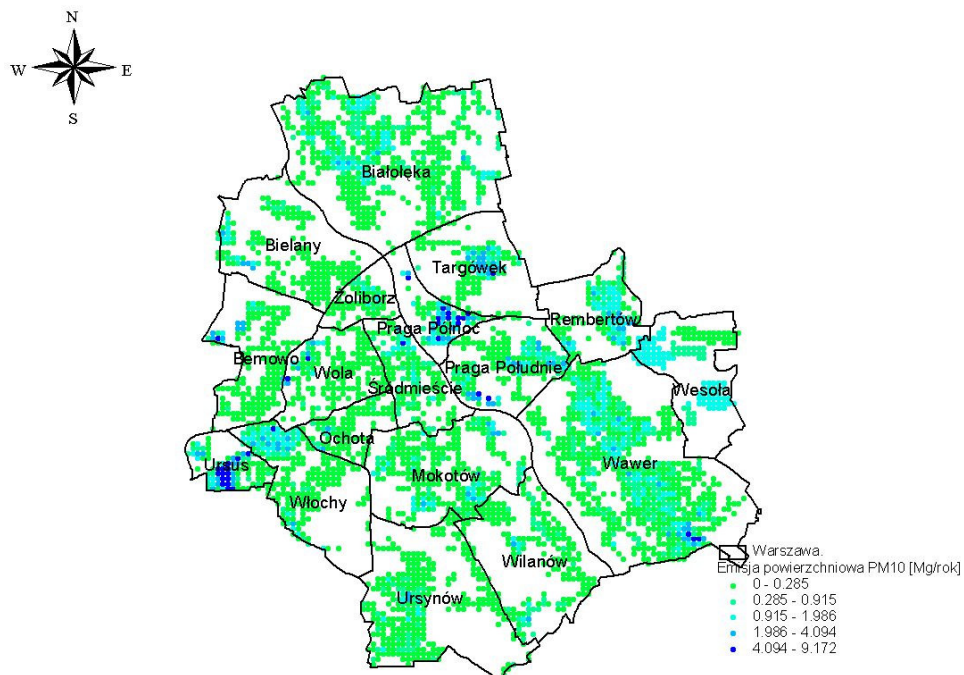 N
W E
S
Białołęka
Bielany
Targówek
Żoliborz
Rembertów
Praga Północ
Bemowo
Wola
Praga Południe
Śródmieście
Wesoła
Ochota
Ursus
Mokotów
Wawer
Włochy
Wilanów
Ursynów
Warszawa.
Emisja powierzchniowa PM10 [Mg/rok]
0 - 0.285
0.285 - 0.915
0.915 - 1.986
1.986 - 4.094
4.094 - 9.172